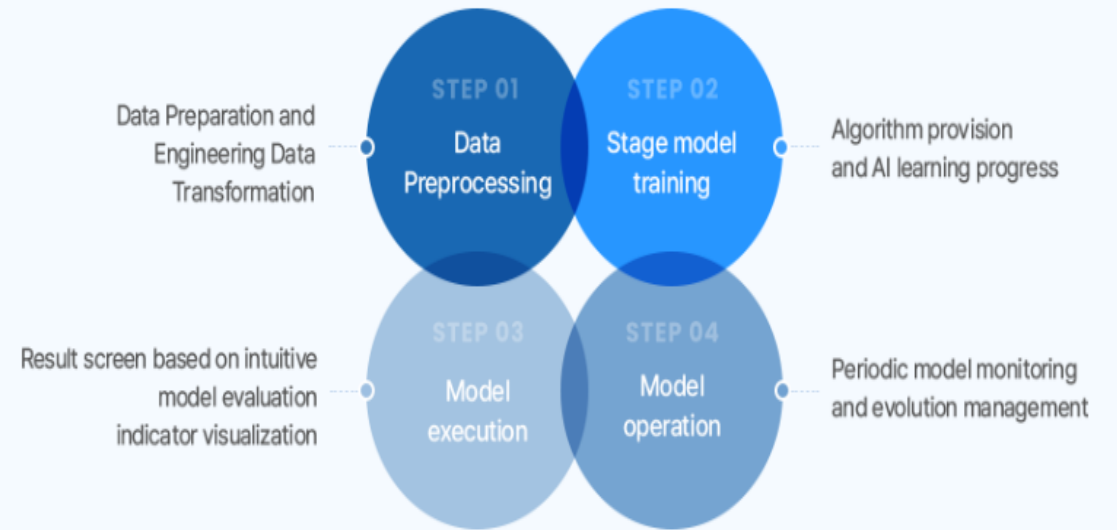 Data Preparation and
Engineering Data
Transformation
STEP 01
Data
Preprocessing
STEP 02
Stage model
training
Algorithm provision
and AI learning progress
Result screen based on intuitive
model evaluation
indicator visualization
STEP 03
Model
execution
STEP 04
Model
operation
Periodic model monitoring
and evolution management